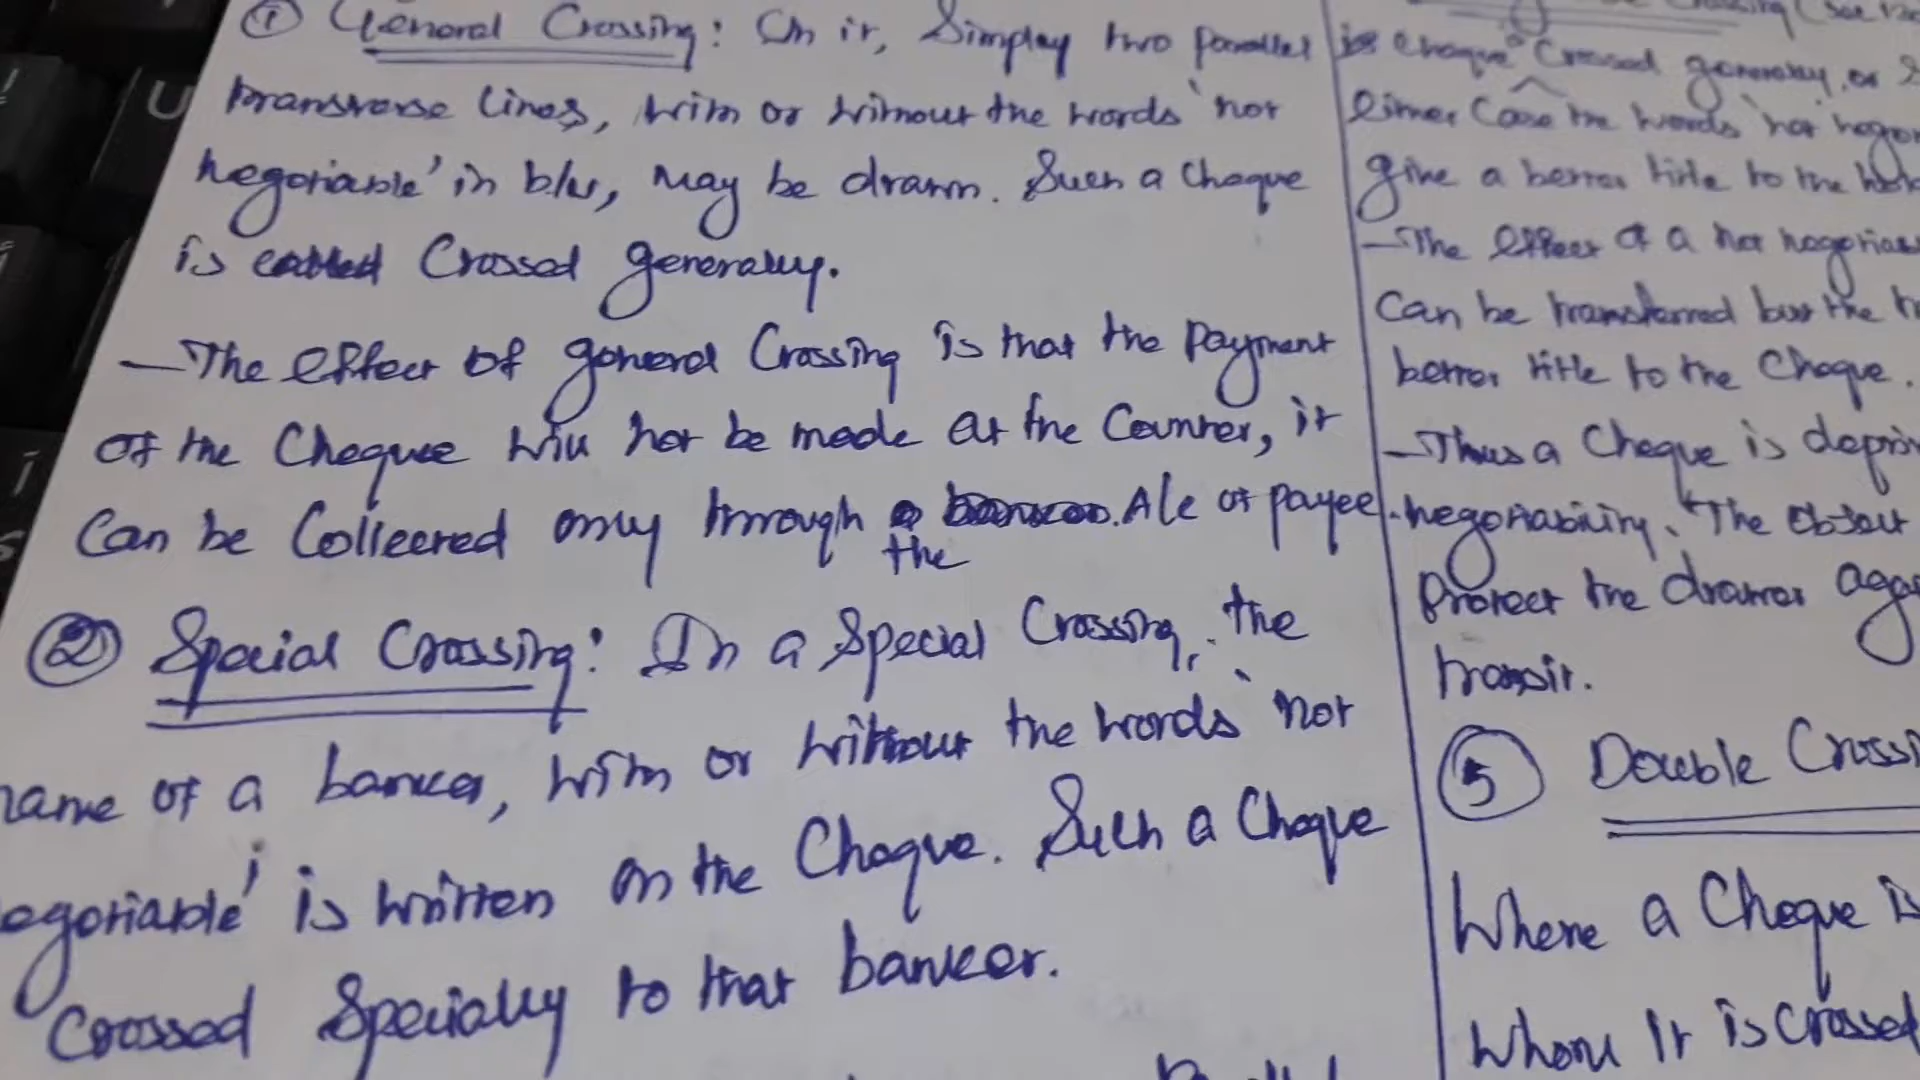 ① General Crossing: In it, Simply two parallel
transverse lines, with or without the words 'not
negotiable' in b/w, may be drawn. Such a Cheque
is called Crossed generally.
— The effect of general Crossing is that the payment
of the Cheque will not be made at the Counter, it
Can be Collected only through the A/c of payee.
② Special Crossing: In a Special Crossing, the
name of a banker, with or without the words 'not
negotiable' is written on the Cheque. Such a Cheque
Crossed Specially to that banker.
Crossing (See
is Cheque Crossed generally, or
Either Case the words 'not
give a better title to the
— The effect of a not
Can be transferred but the
better title to the Cheque.
— Thus a Cheque is
negotiability. The Object
Protect the drawer
transit.
⑤ Double
Where a Cheque is
Whom it is Crossed